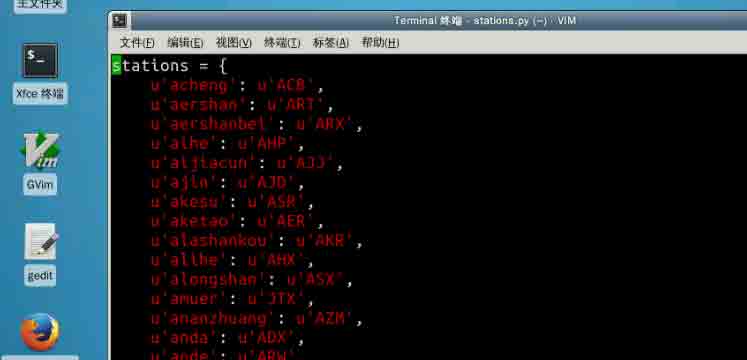 主文件夹
Terminal 终端 - stations.py (~) - VIM
文件(F) 编辑(E) 视图(V) 终端(T) 标签(A) 帮助(H)
stations = {
u'acheng': u'ACB',
u'aershan': u'ART',
u'aershanbei': u'ARX',
u'aihe': u'AHP',
u'aijiacun': u'AJJ',
u'ajin': u'AJD',
u'akesu': u'ASR',
u'aketao': u'AER',
u'alashankou': u'AKR',
u'alihe': u'AHX',
u'alongshan': u'ASX',
u'amuer': u'JTX',
u'ananzhuang': u'AZM',
u'anda': u'ADX',
u'ande': u'ARW',
Xfce 终端
Vim
GVim
gedit